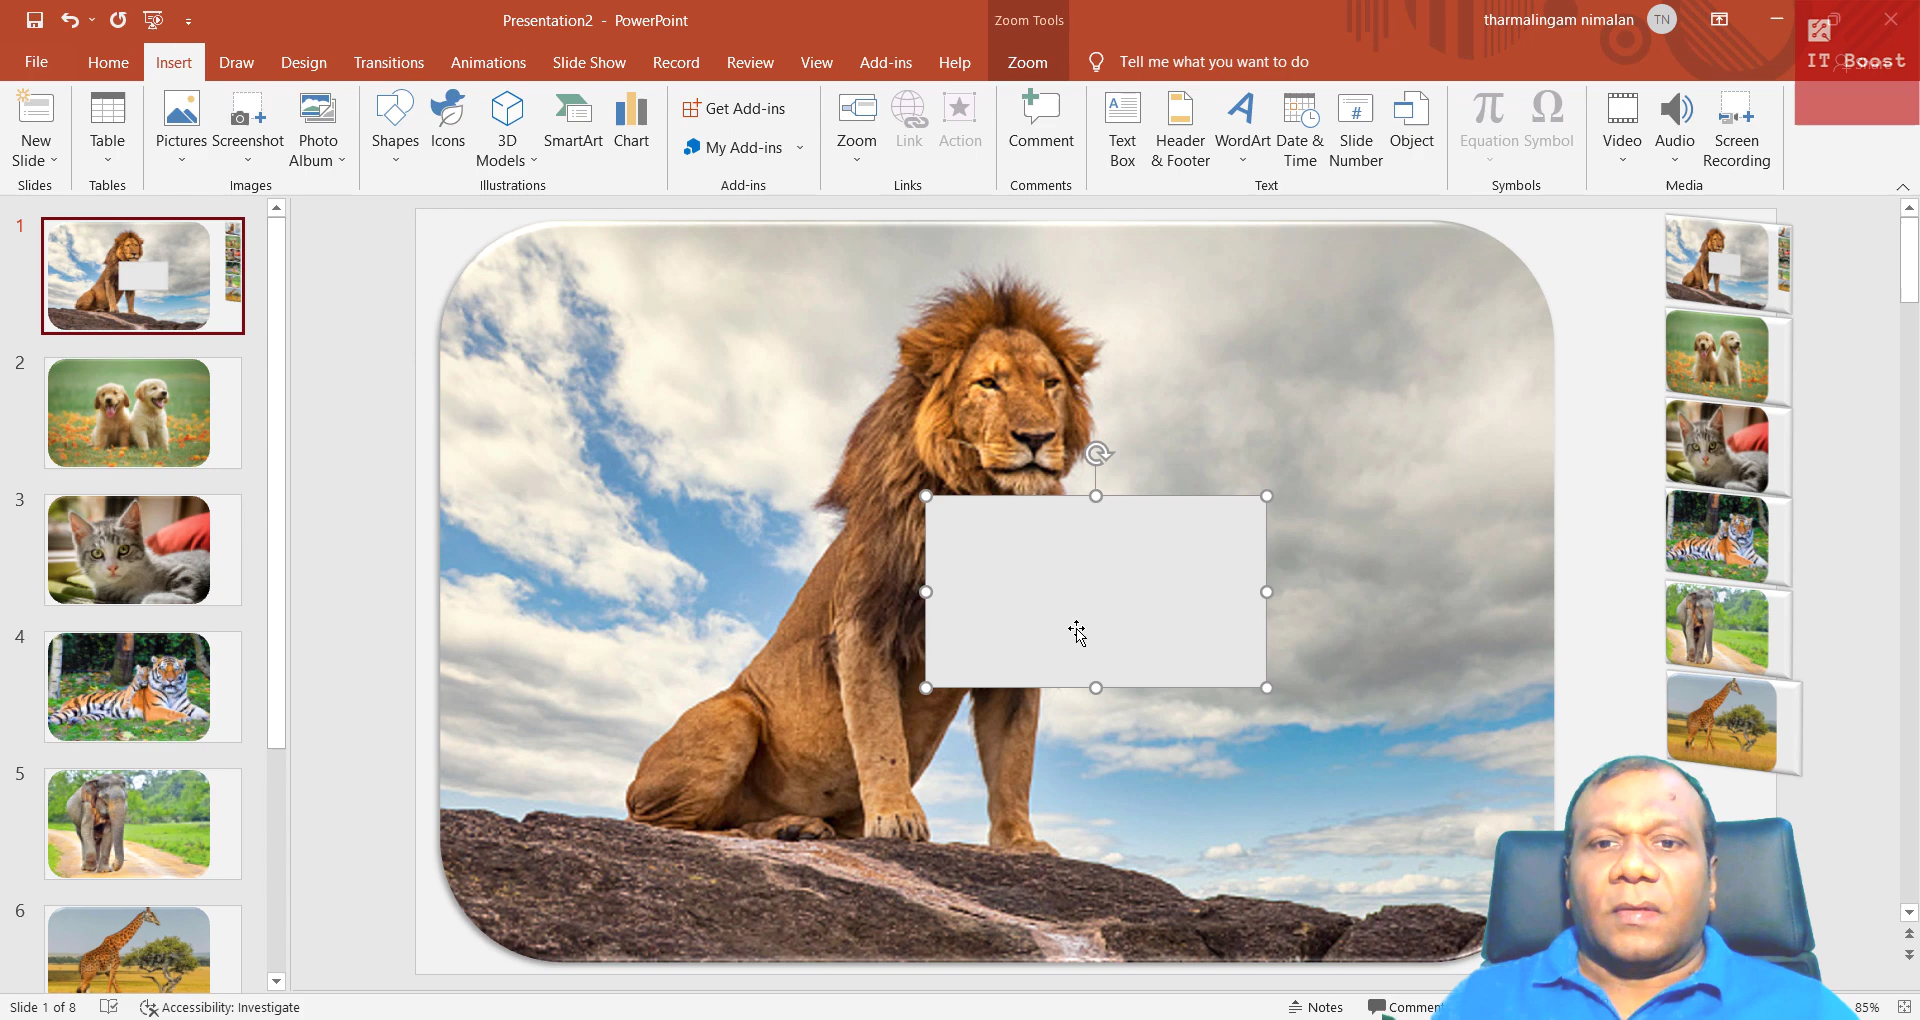 Presentation2 - PowerPoint
Zoom Tools
tharmalingam nimalan TN
IT Boost
File Home Insert Draw Design Transitions Animations Slide Show Record Review View Add-ins Help Zoom Tell me what you want to do
New Slide
Table
Pictures
Screenshot
Photo Album
Shapes
Icons
3D Models
SmartArt
Chart
Get Add-ins
My Add-ins
Zoom
Link
Action
Comment
Text Box
Header & Footer
WordArt
Date & Time
Slide Number
Object
Equation
Symbol
Video
Audio
Screen Recording
Slides Tables Images Illustrations Add-ins Links Comments Text Symbols Media
1
2
3
4
5
6
Slide 1 of 8 Accessibility: Investigate Notes Comment 85%